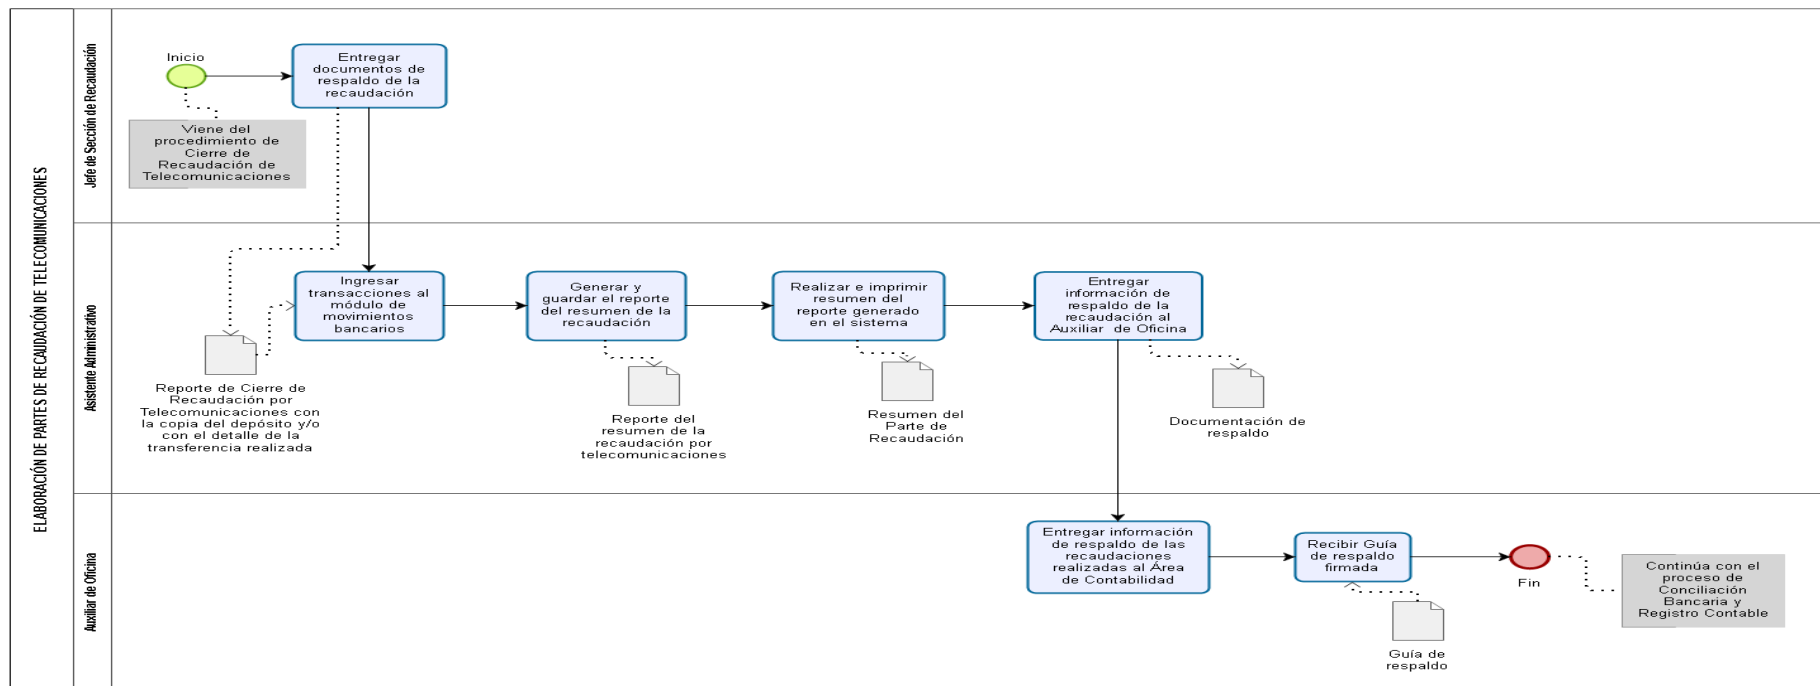 ELABORACIÓN DE PARTES DE RECAUDACIÓN DE TELECOMUNICACIONES
Jefe de Sección de Recaudación
Inicio
Entregar
documentos de
respaldo de la
recaudación
Viene del
procedimiento de
Cierre de
Recaudación de
Telecomunicaciones
Asistente Administrativo
Ingresar
transacciones al
módulo de
movimientos
bancarios
Generar y
guardar el reporte
del resumen de la
recaudación
Realizar e imprimir
resumen del
reporte generado
en el sistema
Entregar
información de
respaldo de la
recaudación al
Auxiliar de Oficina
Reporte de Cierre de
Recaudación por
Telecomunicaciones con
la copia del depósito y/o
con el detalle de la
transferencia realizada
Reporte del
resumen de la
recaudación por
telecomunicaciones
Resumen del
Parte de
Recaudación
Documentación de
respaldo
Auxiliar de Oficina
Entregar información
de respaldo de las
recaudaciones
realizadas al Área
de Contabilidad
Recibir Guía
de respaldo
firmada
Fin
Continúa con el
proceso de
Conciliación
Bancaria y
Registro Contable
Guía de
respaldo